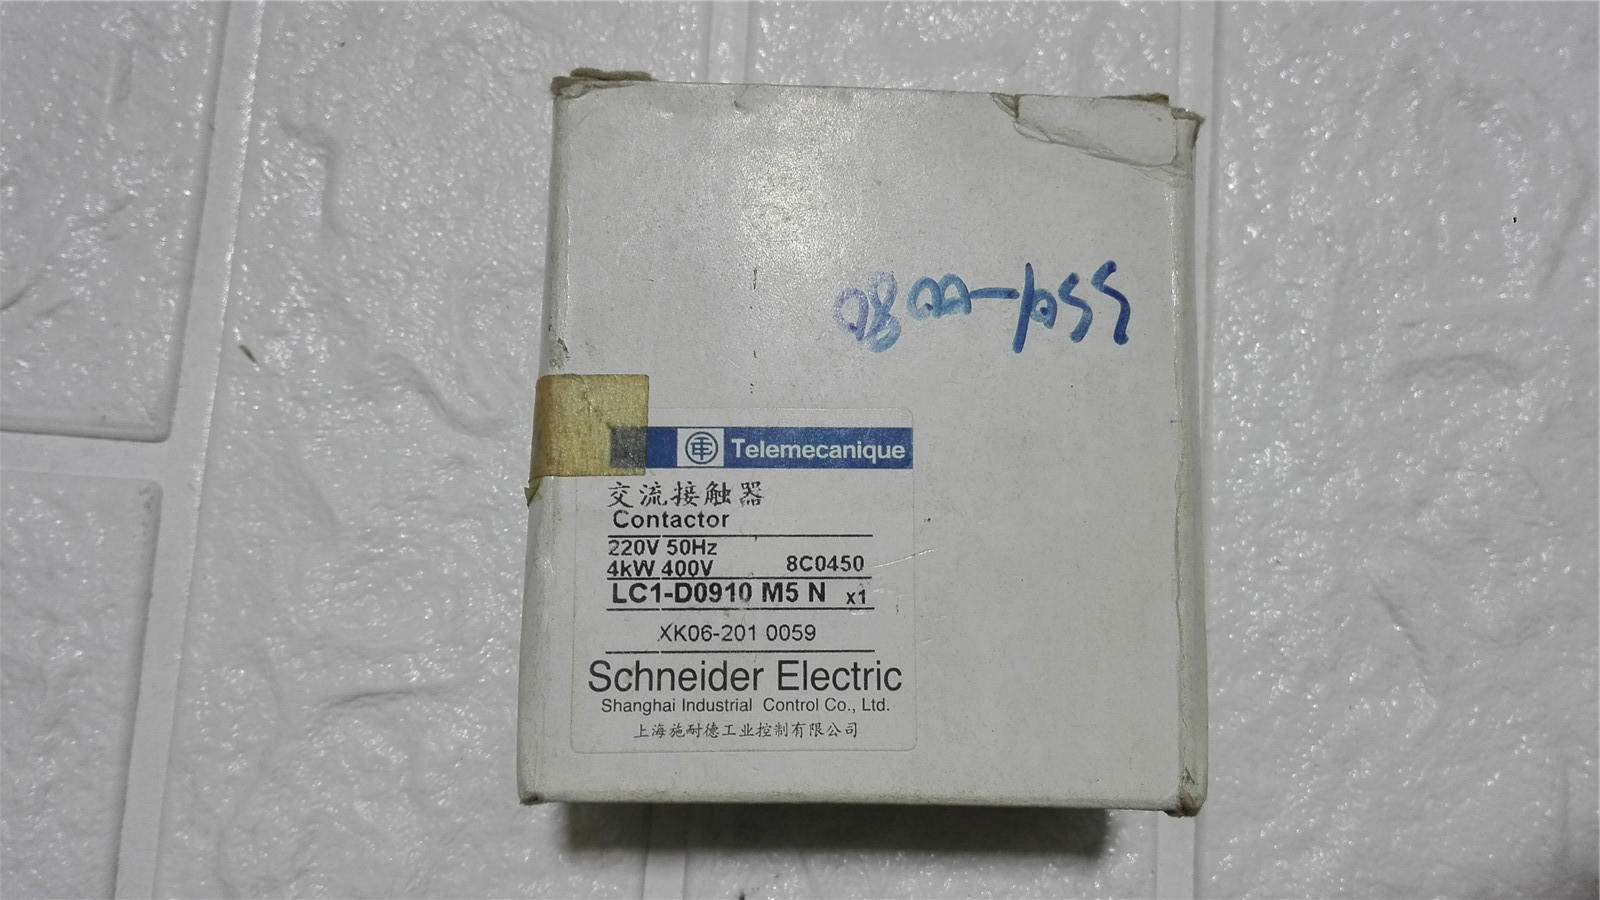 0800-1055
Telemecanique
交流接触器
Contactor
220V 50Hz
4kW 400V 8C0450
LC1-D0910 M5 N x1
XK06-201 0059
Schneider Electric
Shanghai Industrial Control Co., Ltd.
上海施耐德工业控制有限公司